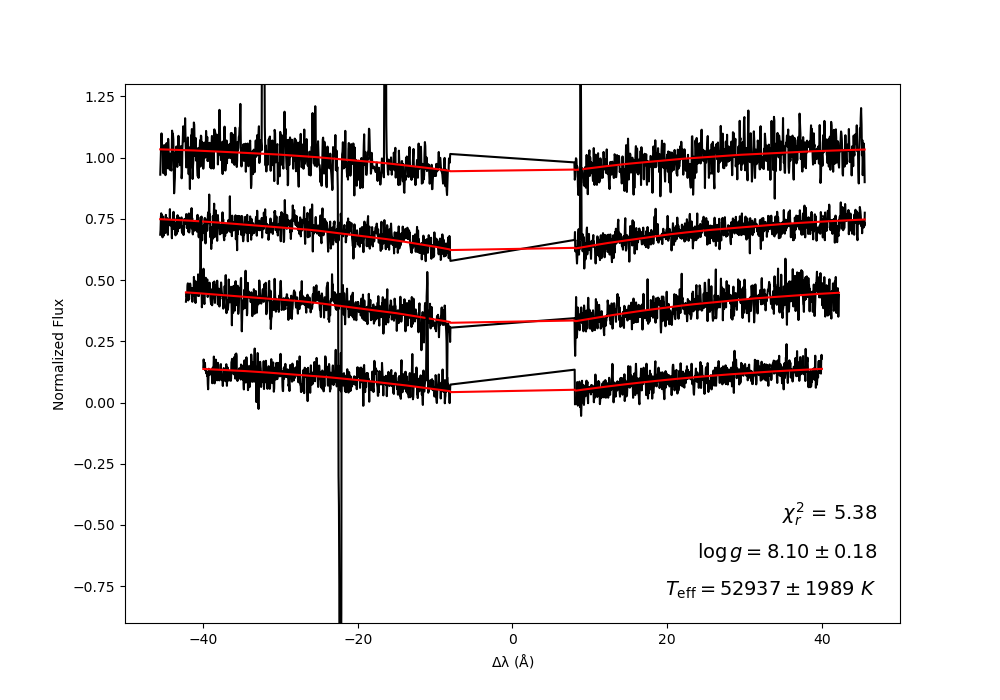 1.25
1.00
0.75
0.50
0.25
0.00
−0.25
−0.50
−0.75
Normalized Flux
χ²ᵣ = 5.38
log g = 8.10 ± 0.18
T_eff = 52937 ± 1989 K
−40
−20
0
20
40
Δλ (Å)